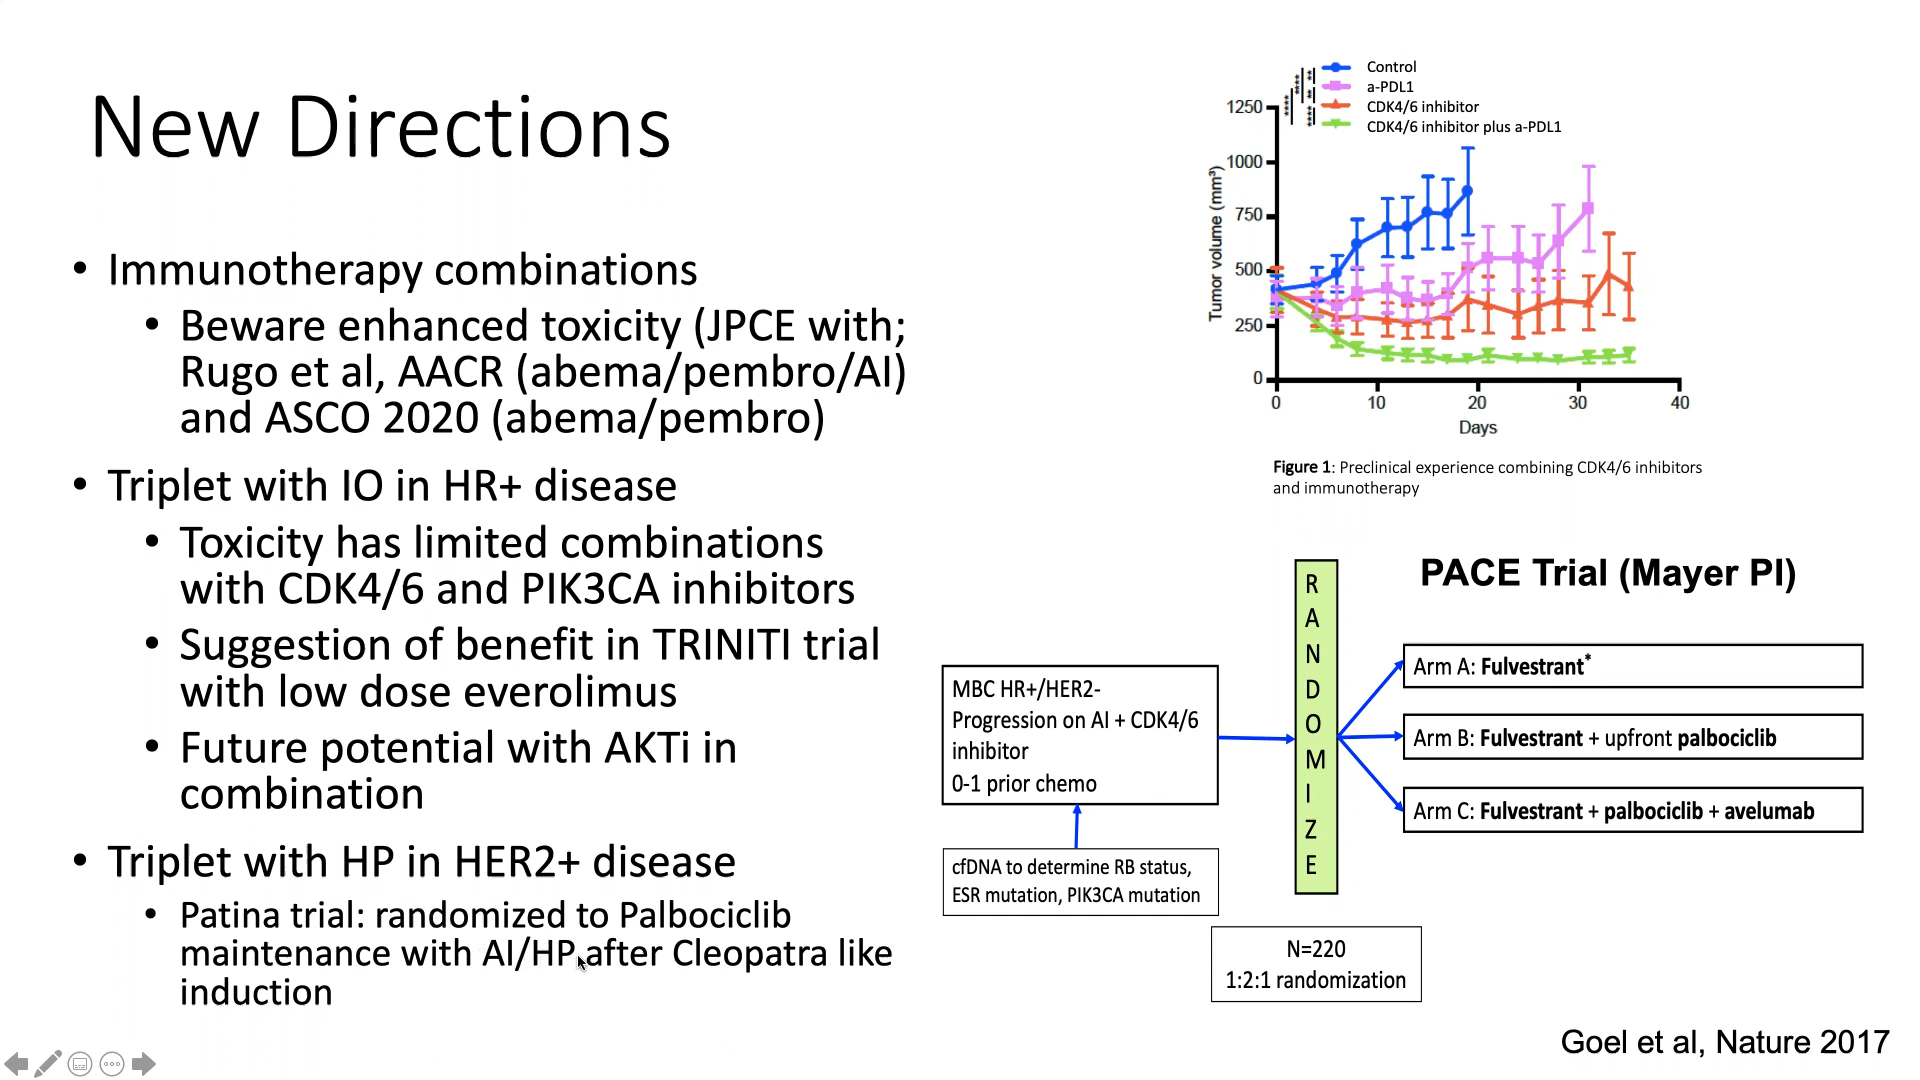 New Directions
• Immunotherapy combinations
• Beware enhanced toxicity (JPCE with;
Rugo et al, AACR (abema/pembro/AI)
and ASCO 2020 (abema/pembro)
• Triplet with IO in HR+ disease
• Toxicity has limited combinations
with CDK4/6 and PIK3CA inhibitors
• Suggestion of benefit in TRINITI trial
with low dose everolimus
• Future potential with AKTi in
combination
• Triplet with HP in HER2+ disease
• Patina trial: randomized to Palbociclib
maintenance with AI/HP after Cleopatra like
induction
Control
a-PDL1
CDK4/6 inhibitor
CDK4/6 inhibitor plus a-PDL1
**** **** ** ** ****
Tumor volume (mm³)
1250
1000
750
500
250
0
0 10 20 30 40
Days
Figure 1: Preclinical experience combining CDK4/6 inhibitors
and immunotherapy
PACE Trial (Mayer PI)
MBC HR+/HER2-
Progression on AI + CDK4/6
inhibitor
0-1 prior chemo
cfDNA to determine RB status,
ESR mutation, PIK3CA mutation
R
A
N
D
O
M
I
Z
E
Arm A: Fulvestrant*
Arm B: Fulvestrant + upfront palbociclib
Arm C: Fulvestrant + palbociclib + avelumab
N=220
1:2:1 randomization
Goel et al, Nature 2017